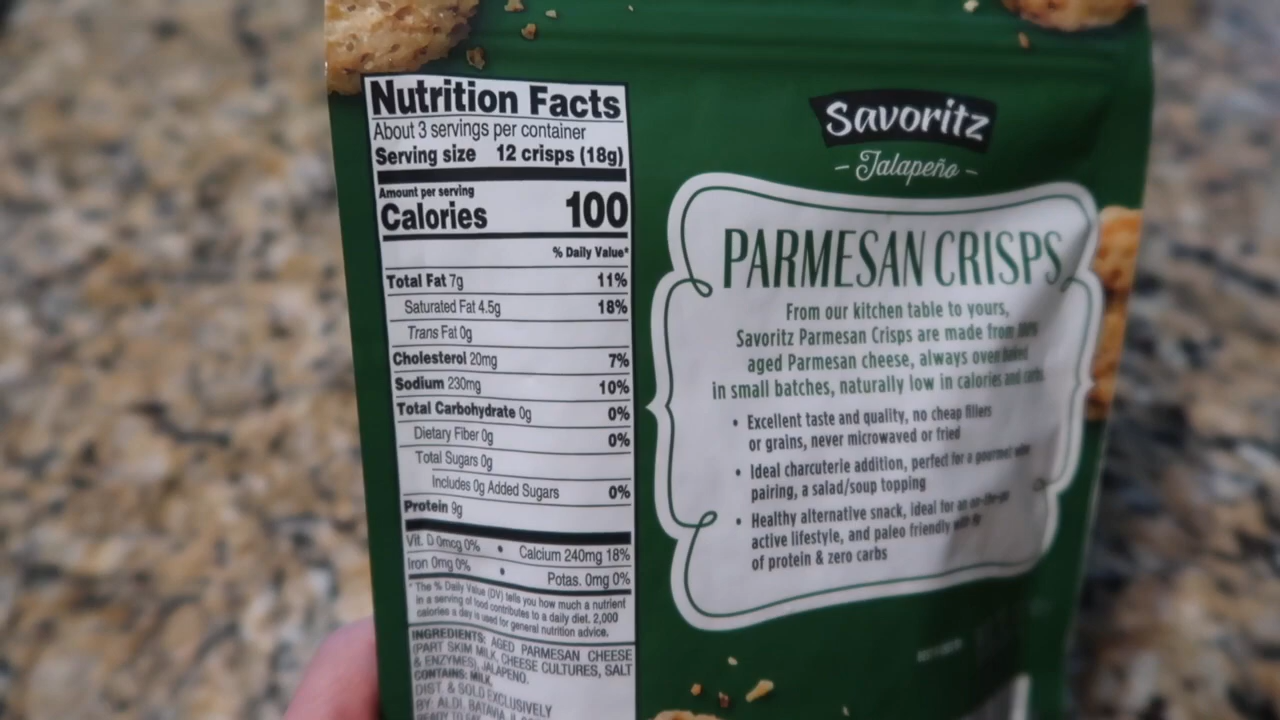 Nutrition Facts
About 3 servings per container
Serving size 12 crisps (18g)
Amount per serving
Calories 100
% Daily Value*
Total Fat 7g 11%
Saturated Fat 4.5g 18%
Trans Fat 0g
Cholesterol 20mg 7%
Sodium 230mg 10%
Total Carbohydrate 0g 0%
Dietary Fiber 0g 0%
Total Sugars 0g
Includes 0g Added Sugars 0%
Protein 9g
Vit. D 0mcg 0% • Calcium 240mg 18%
Iron 0mg 0% • Potas. 0mg 0%
* The % Daily Value (DV) tells you how much a nutrient
in a serving of food contributes to a daily diet. 2,000
calories a day is used for general nutrition advice.
INGREDIENTS: AGED PARMESAN CHEESE
(PART SKIM MILK, CHEESE CULTURES, SALT
& ENZYMES), JALAPENO.
CONTAINS: MILK.
DIST. & SOLD EXCLUSIVELY
BY: ALDI, BATAVIA, IL
READY TO
Savoritz
- Jalapeño -
PARMESAN CRISPS
From our kitchen table to yours,
Savoritz Parmesan Crisps are made from
aged Parmesan cheese, always oven baked
in small batches, naturally low in calories and carbs.
• Excellent taste and quality, no cheap fillers
or grains, never microwaved or fried
• Ideal charcuterie addition, perfect for a gourmet wine
pairing, a salad/soup topping
• Healthy alternative snack, ideal for an on-the-go
active lifestyle, and paleo friendly with
of protein & zero carbs